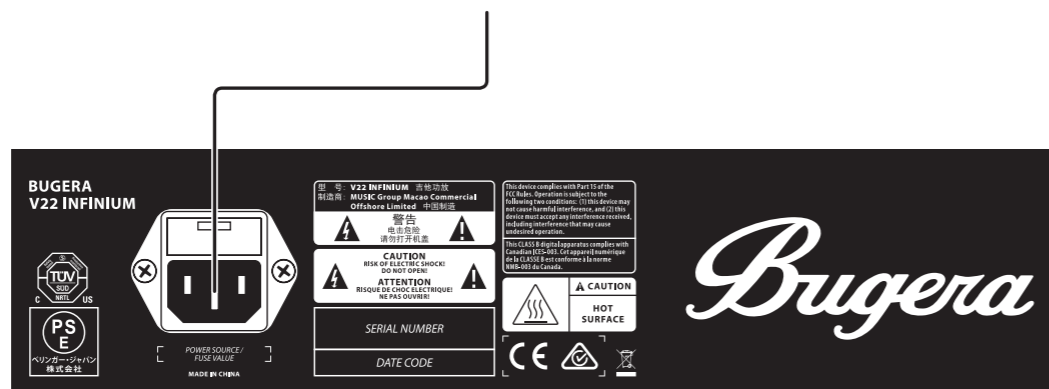 BUGERA
V22 INFINIUM
TÜV
SÜD
C NRTL US
PS
E
ベリンガー・ジャパン
株式会社
POWER SOURCE /
FUSE VALUE
MADE IN CHINA
型 号: V22 INFINIUM 吉他功放
制造商: MUSIC Group Macao Commercial
Offshore Limited 中国制造
警告
电击危险
请勿打开机盖
CAUTION
RISK OF ELECTRIC SHOCK!
DO NOT OPEN!
ATTENTION
RISQUE DE CHOC ELECTRIQUE!
NE PAS OUVRIR!
SERIAL NUMBER
DATE CODE
This device complies with Part 15 of the
FCC Rules. Operation is subject to the
following two conditions: (1) this device may
not cause harmful interference, and (2) this
device must accept any interference received,
including interference that may cause
undesired operation.
This CLASS B digital apparatus complies with
Canadian ICES-003. Cet appareil numérique
de la CLASSE B est conforme à la norme
NMB-003 du Canada.
CAUTION
HOT
SURFACE
CE
Bugera